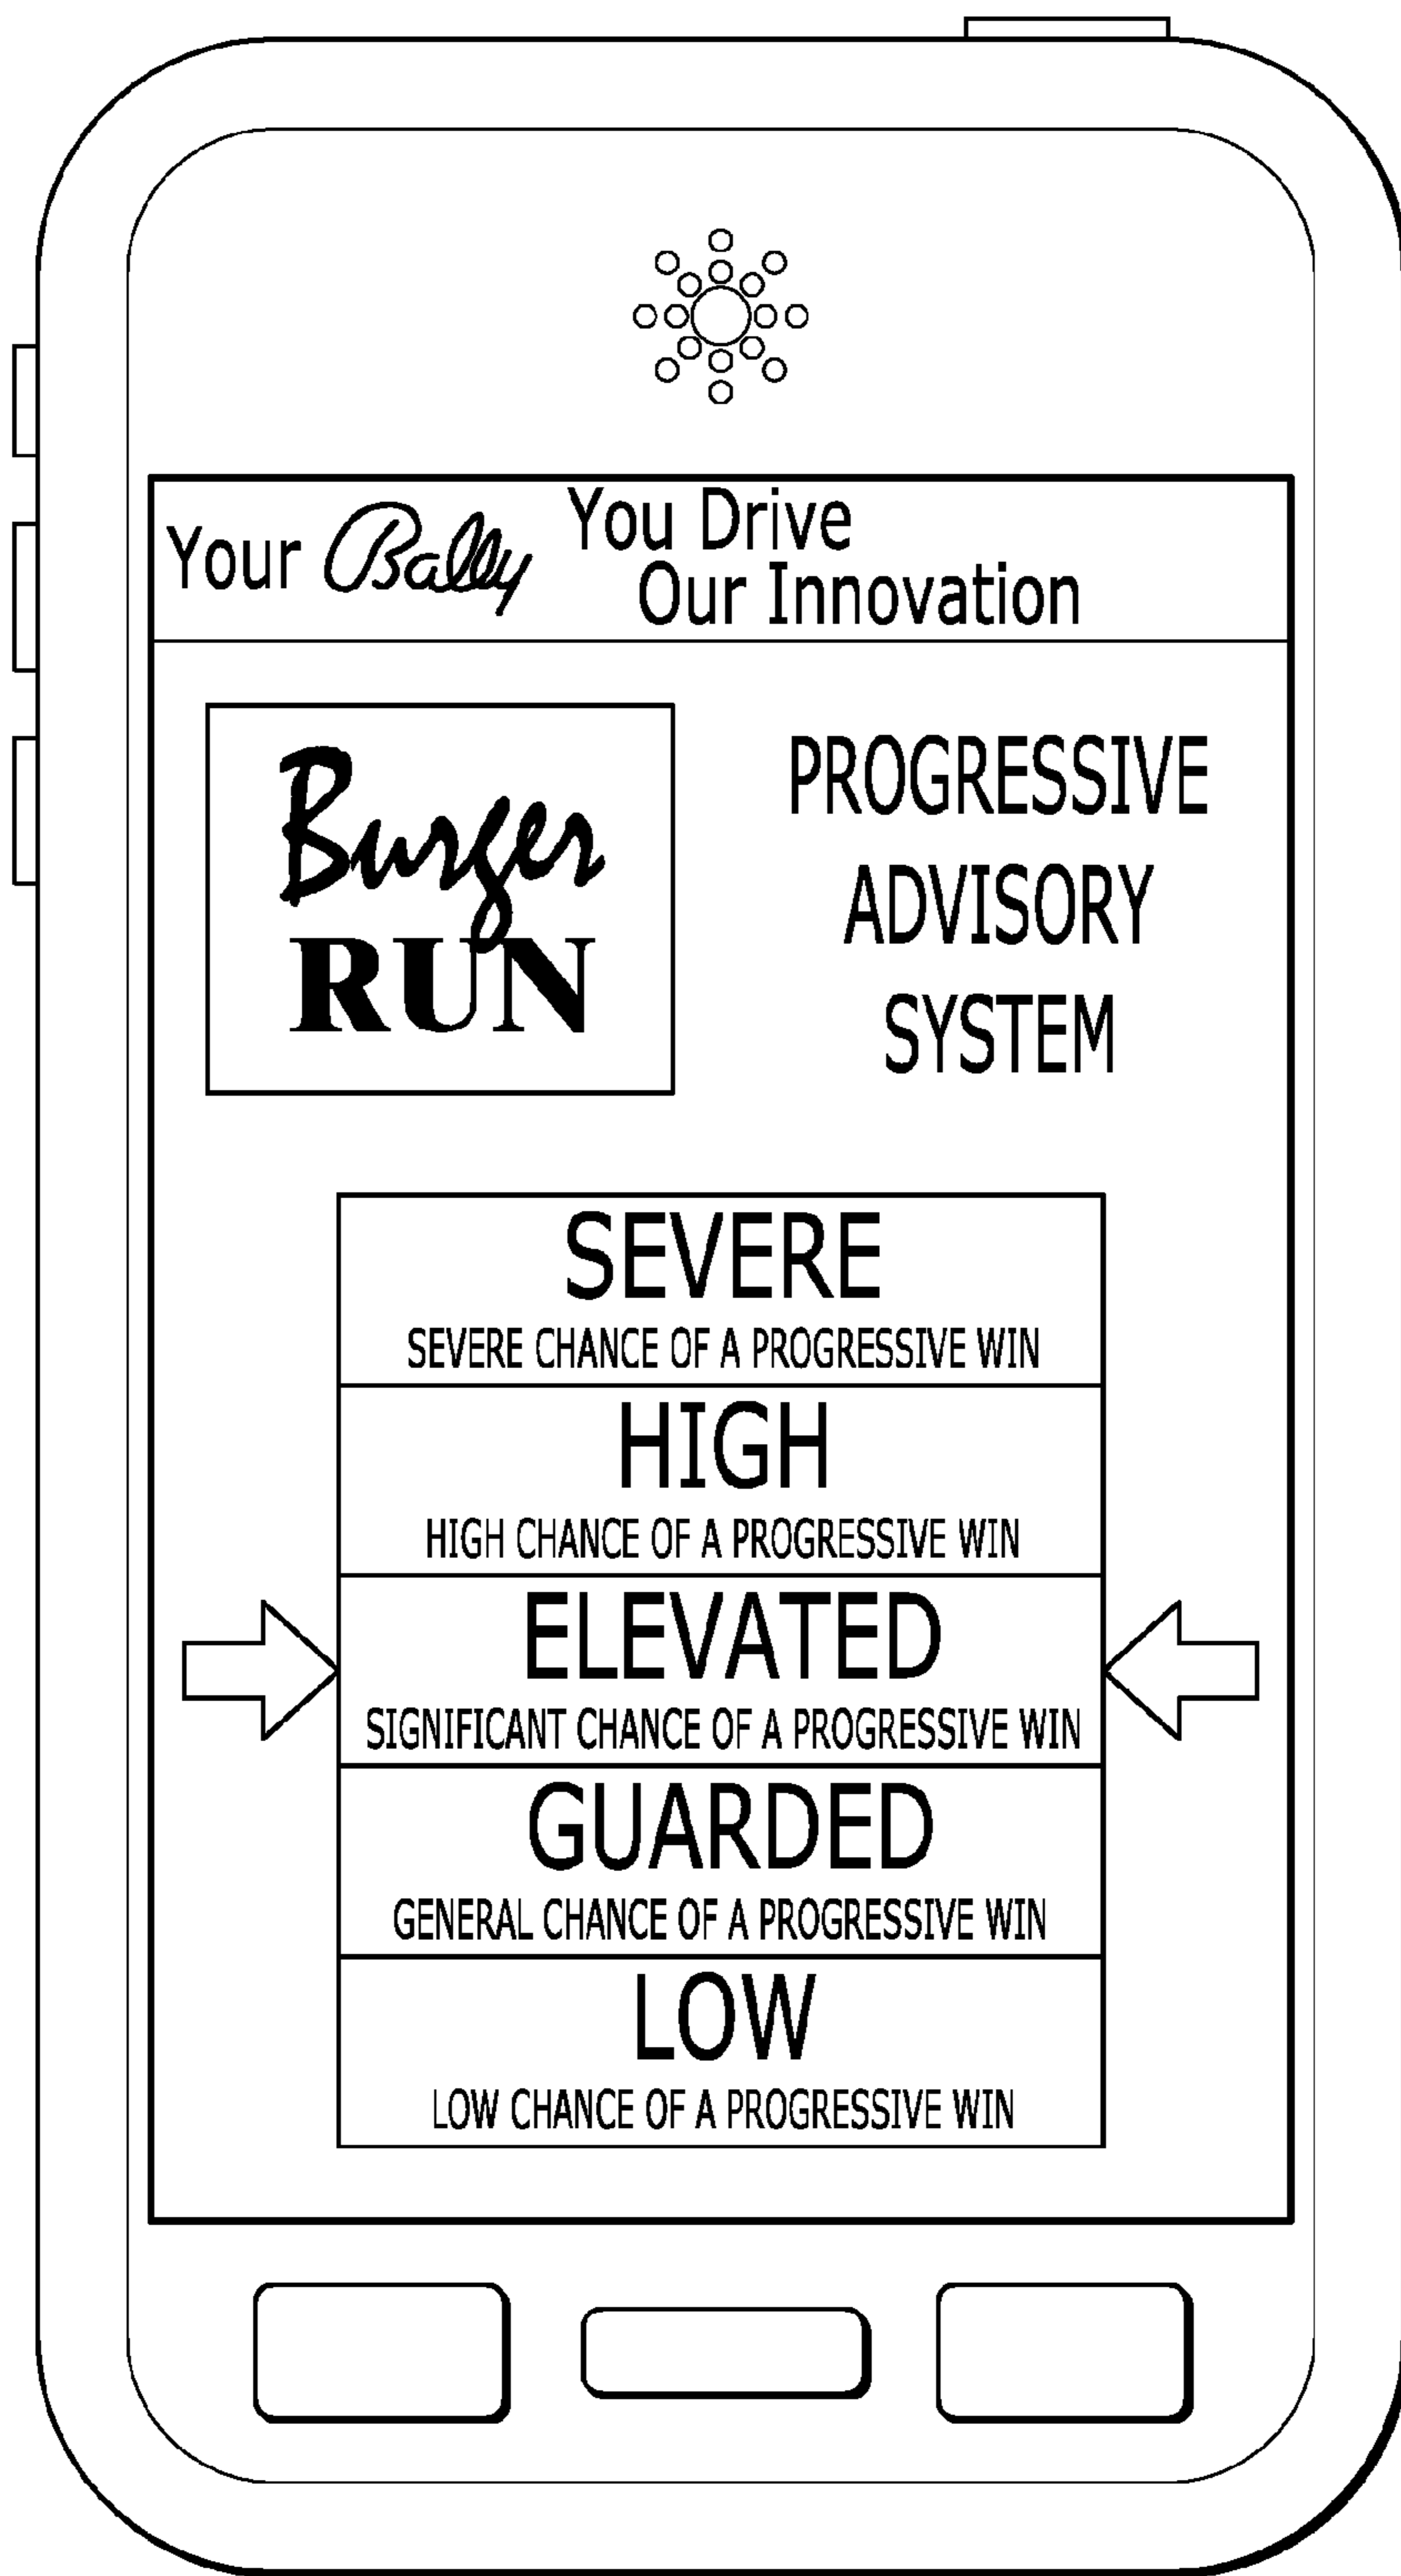 Your Bally You Drive
Our Innovation
Burger
RUN
PROGRESSIVE
ADVISORY
SYSTEM
SEVERE
SEVERE CHANCE OF A PROGRESSIVE WIN
HIGH
HIGH CHANCE OF A PROGRESSIVE WIN
ELEVATED
SIGNIFICANT CHANCE OF A PROGRESSIVE WIN
GUARDED
GENERAL CHANCE OF A PROGRESSIVE WIN
LOW
LOW CHANCE OF A PROGRESSIVE WIN